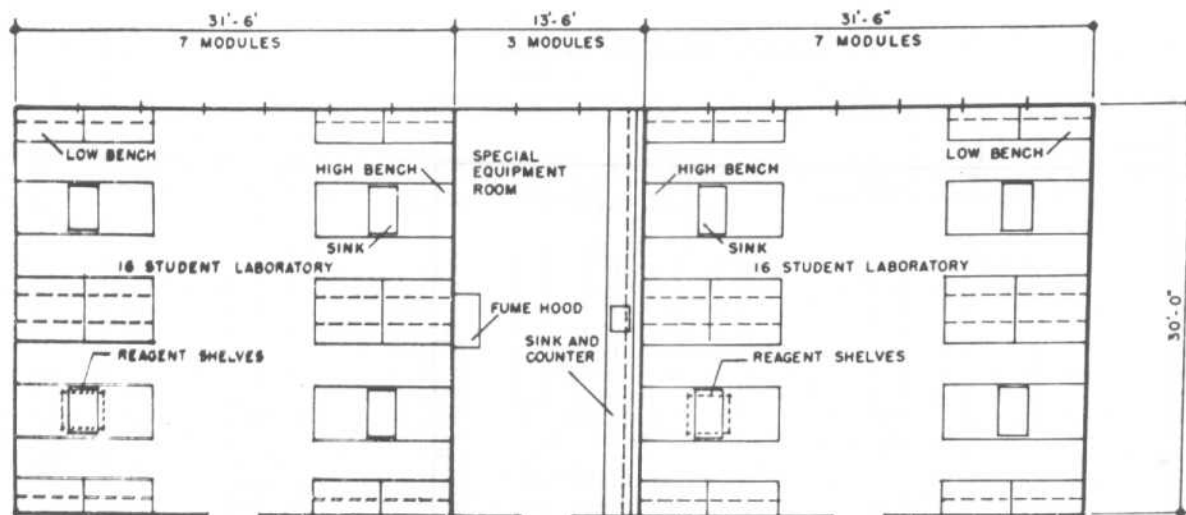 31'-6'
13'-6'
31'-6"
7 MODULES
3 MODULES
7 MODULES
LOW BENCH
HIGH BENCH
SPECIAL
EQUIPMENT
ROOM
HIGH BENCH
LOW BENCH
SINK
SINK
16 STUDENT LABORATORY
16 STUDENT LABORATORY
FUME HOOD
SINK AND
COUNTER
30'-0"
REAGENT SHELVES
REAGENT SHELVES